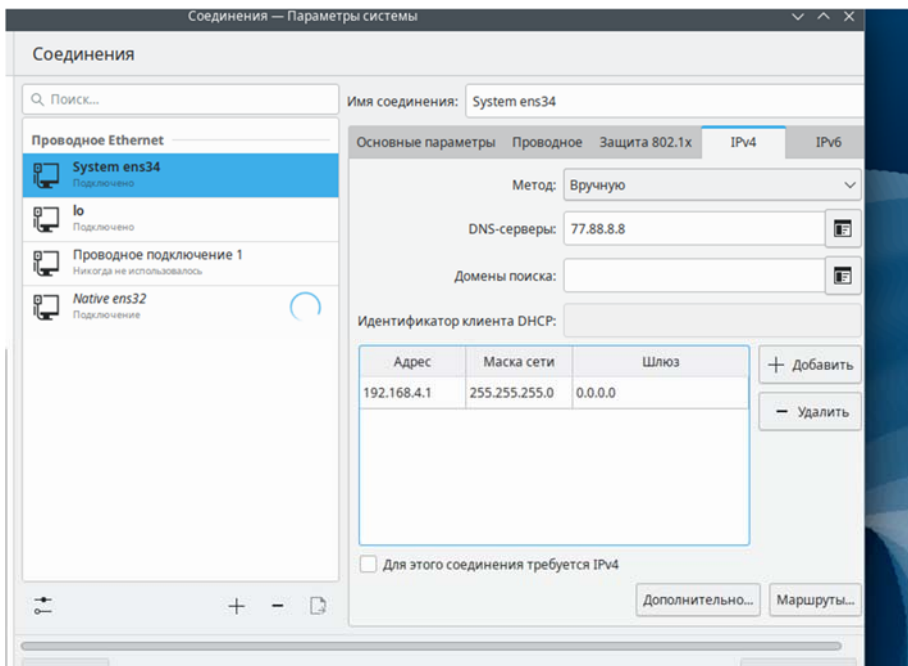 Соединения — Параметры системы
Соединения
Поиск...
Проводное Ethernet
System ens34
Подключено
lo
Подключено
Проводное подключение 1
Никогда не использовалось
Native ens32
Подключение
Имя соединения: System ens34
Основные параметры Проводное Защита 802.1x IPv4 IPv6
Метод: Вручную
DNS-серверы: 77.88.8.8
Домены поиска:
Идентификатор клиента DHCP:
Адрес Маска сети Шлюз
192.168.4.1 255.255.255.0 0.0.0.0
+ Добавить
− Удалить
Для этого соединения требуется IPv4
Дополнительно... Маршруты...